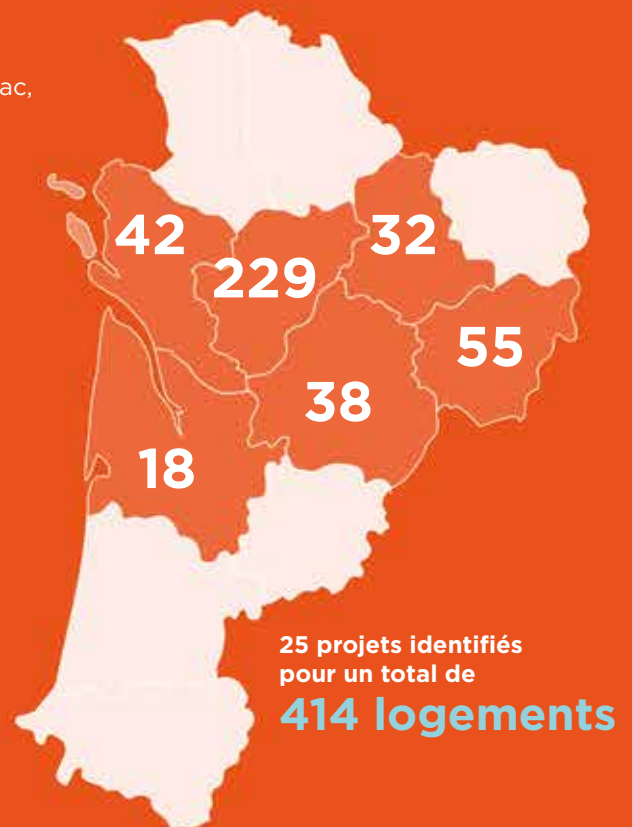 ac,
42
32
229
55
38
18
25 projets identifiés
pour un total de
414 logements